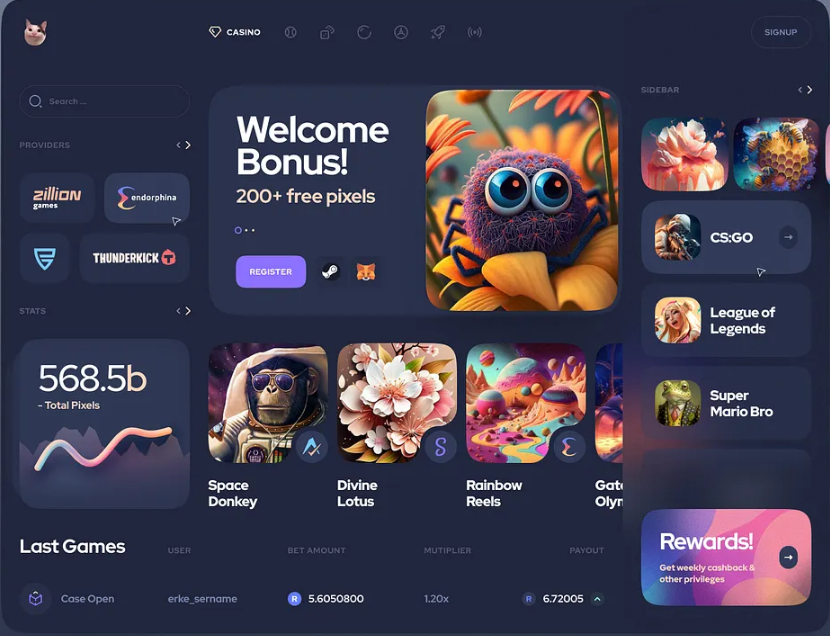 CASINO
SIGNUP
Search ...
PROVIDERS
zillion
games
endorphina
THUNDERKICK
STATS
568.5b
- Total Pixels
Welcome
Bonus!
200+ free pixels
REGISTER
Space
Donkey
Divine
Lotus
Rainbow
Reels
Gate
Olyn
SIDEBAR
CS:GO
League of
Legends
Super
Mario Bro
Rewards!
Get weekly cashback &
other privileges
Last Games
USER
BET AMOUNT
MUTIPLIER
PAYOUT
Case Open
erke_sername
R 5.6050800
1.20x
R 6.72005